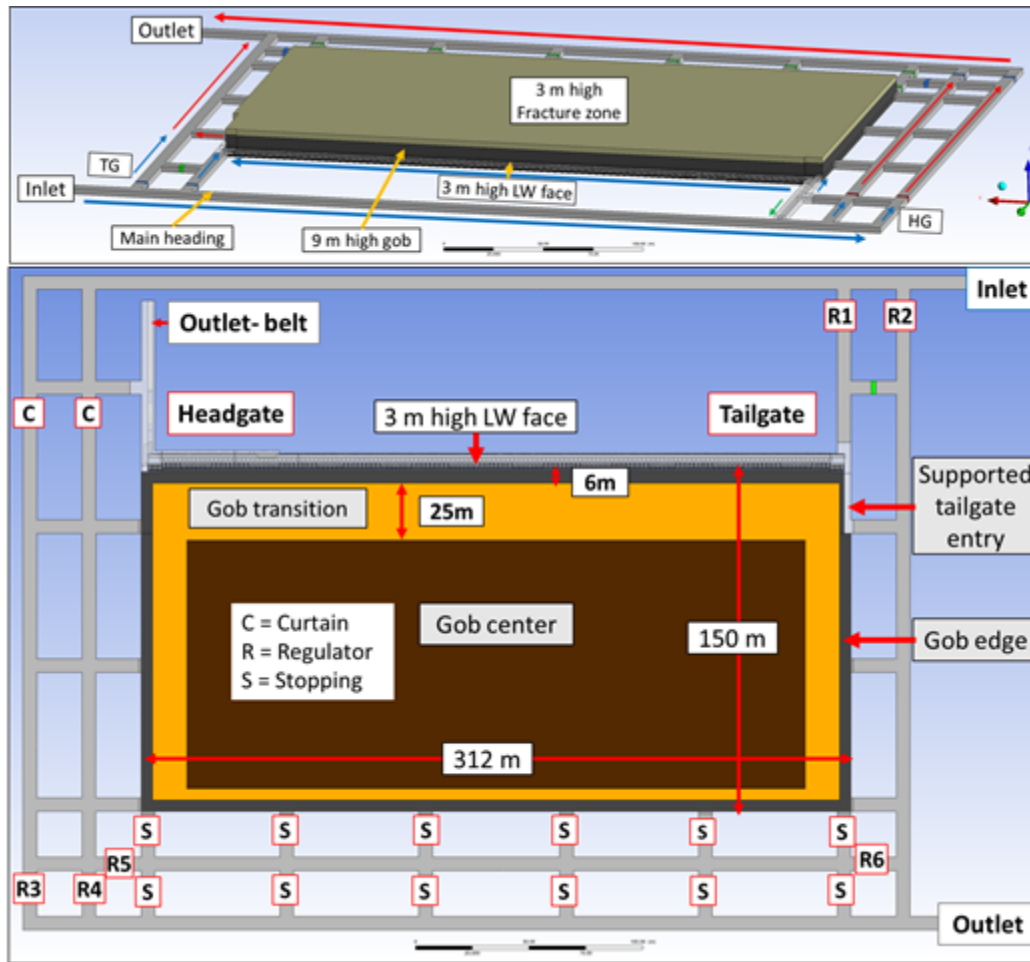 Outlet
3 m high
Fracture zone
TG
Inlet
3 m high LW face
HG
Main heading
9 m high gob
Inlet
Outlet- belt
R1
R2
C
C
Headgate
3 m high LW face
Tailgate
6m
Gob transition
25m
Supported
tailgate
entry
C = Curtain
R = Regulator
S = Stopping
Gob center
150 m
Gob edge
312 m
S
S
S
S
S
S
R5
R6
R3
R4
S
S
S
S
S
S
Outlet